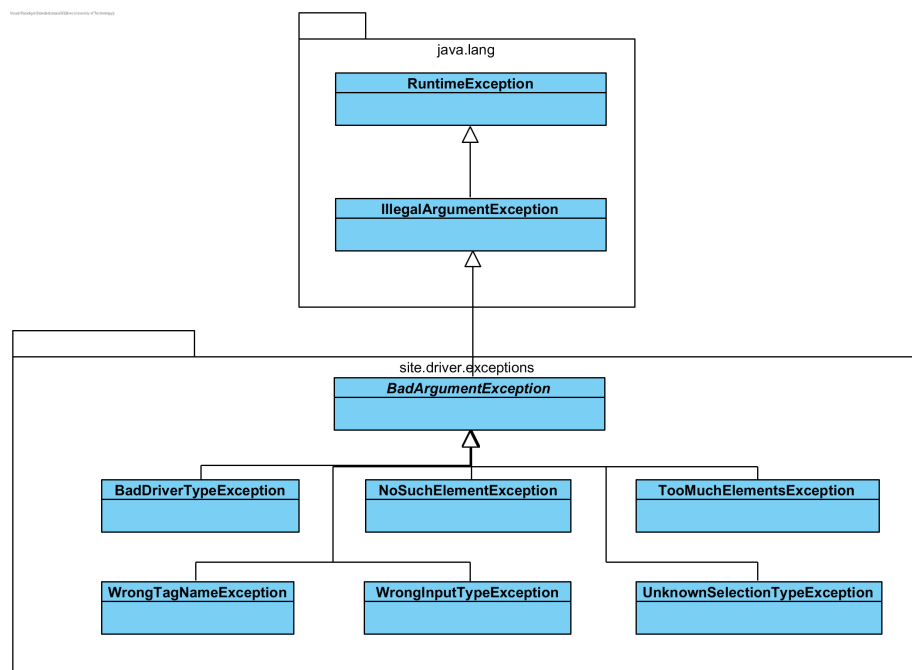 java.lang
RuntimeException
IllegalArgumentException
site.driver.exceptions
BadArgumentException
BadDriverTypeException
NoSuchElementException
TooMuchElementsException
WrongTagNameException
WrongInputTypeException
UnknownSelectionTypeException